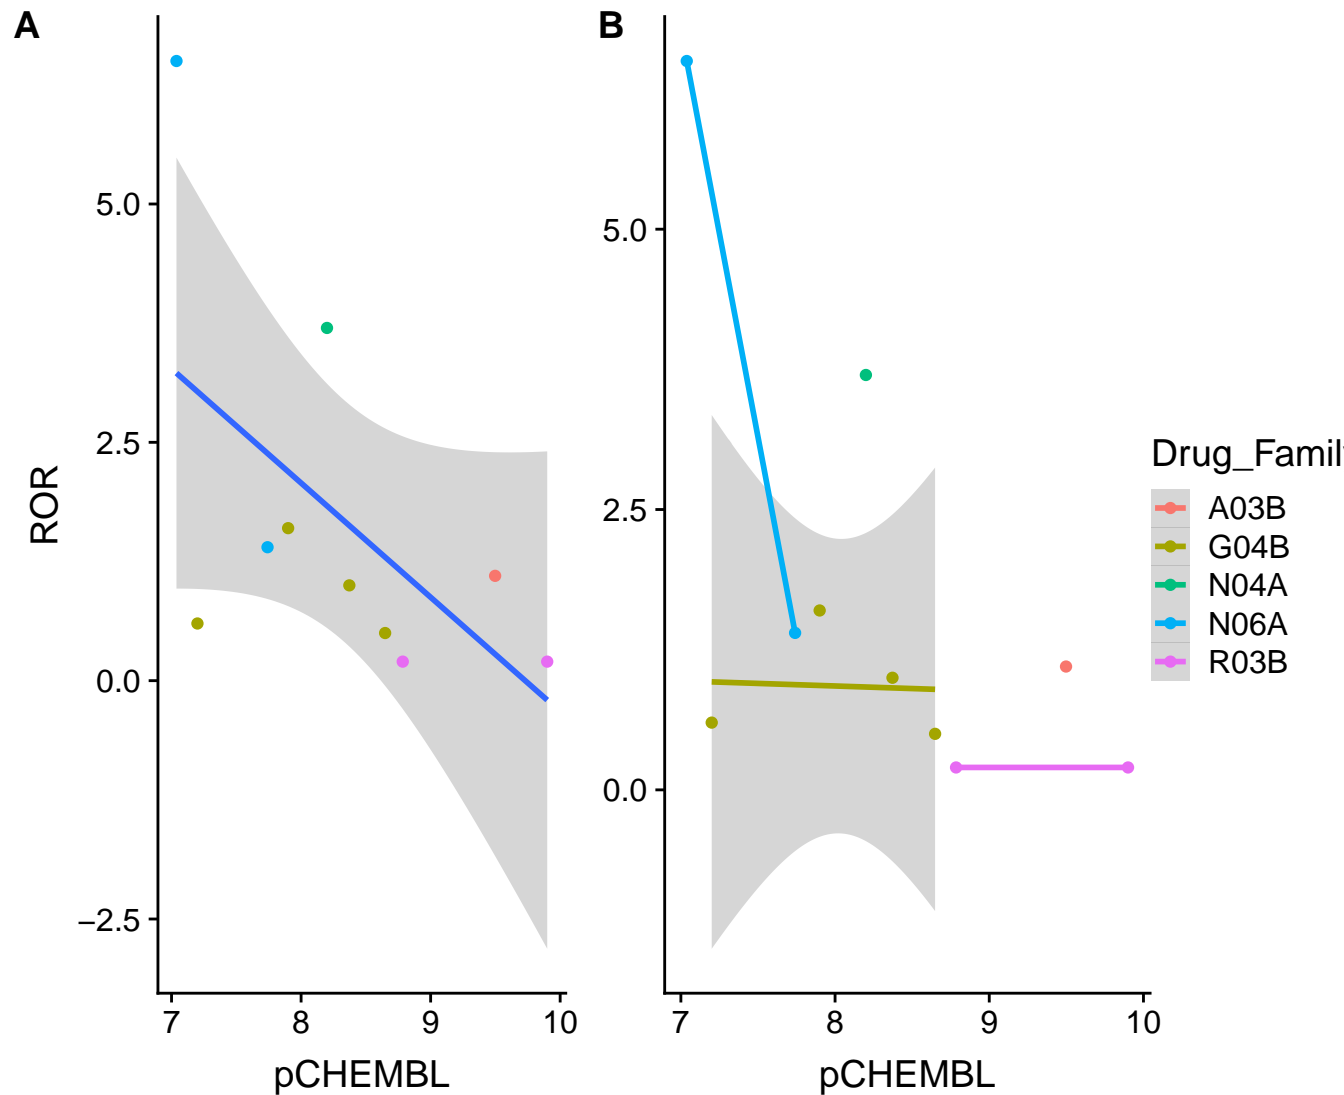 A
B
5.0
2.5
0.0
−2.5
ROR
7 8 9 10
pCHEMBL
5.0
2.5
0.0
7 8 9 10
pCHEMBL
Drug_Famil
A03B
G04B
N04A
N06A
R03B